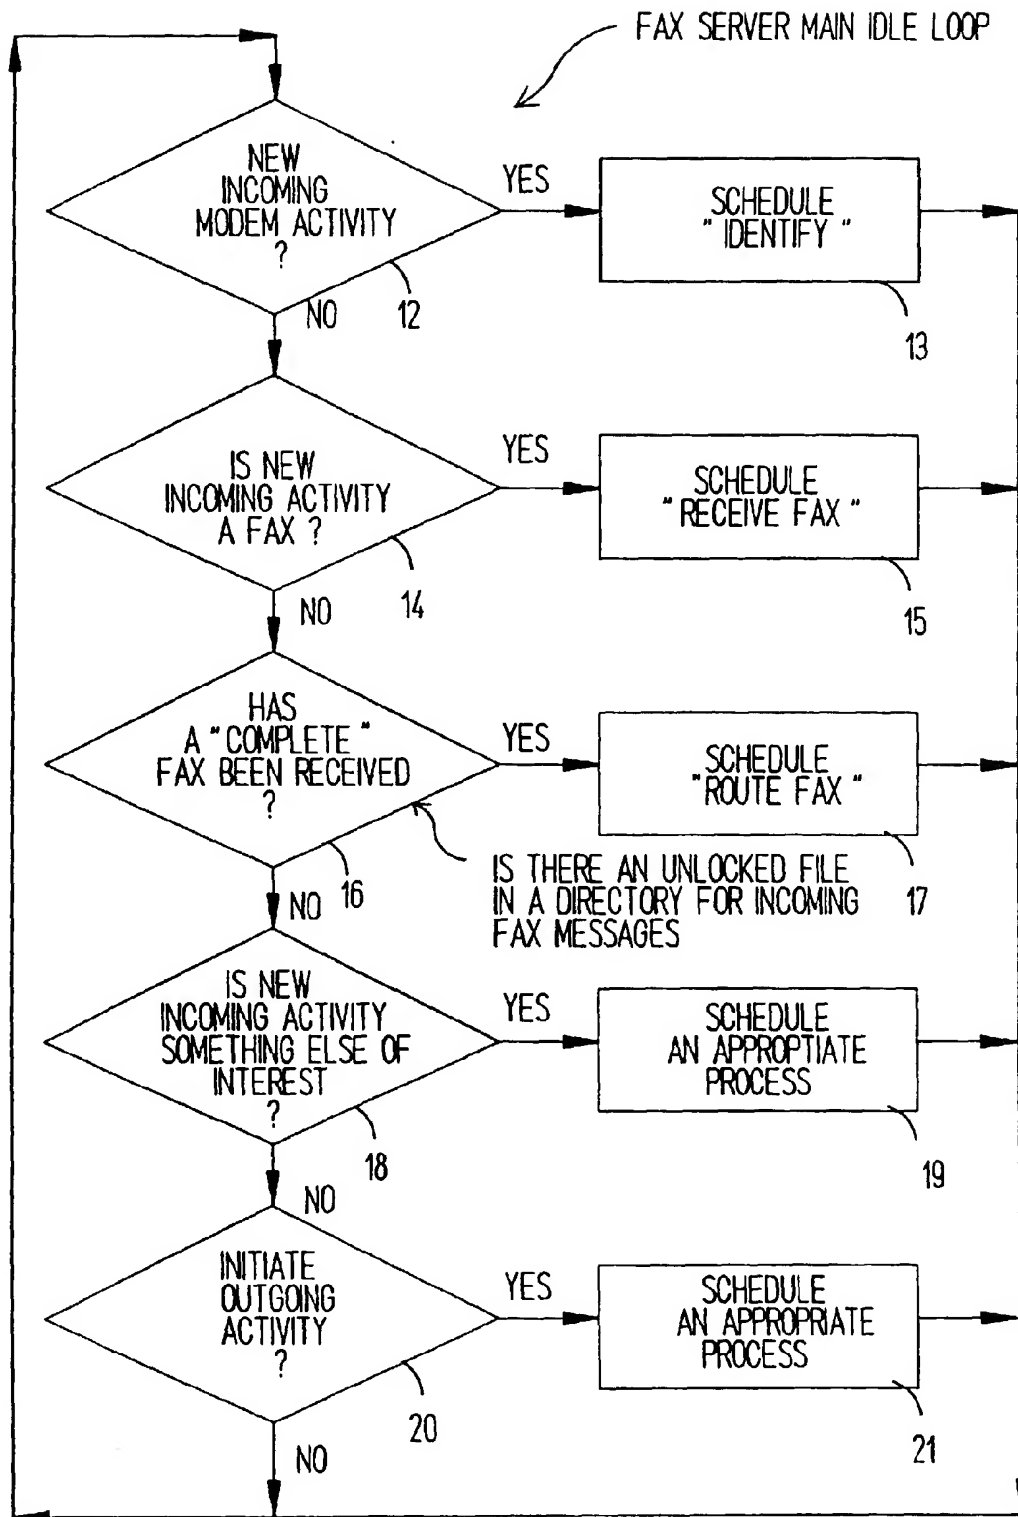 FAX SERVER MAIN IDLE LOOP
NEW
INCOMING
MODEM ACTIVITY
?
YES
SCHEDULE
"IDENTIFY"
NO
12
13
IS NEW
INCOMING ACTIVITY
A FAX ?
YES
SCHEDULE
"RECEIVE FAX"
NO
14
15
HAS
A "COMPLETE"
FAX BEEN RECEIVED
?
YES
SCHEDULE
"ROUTE FAX"
NO
16
IS THERE AN UNLOCKED FILE
IN A DIRECTORY FOR INCOMING
FAX MESSAGES
17
IS NEW
INCOMING ACTIVITY
SOMETHING ELSE OF
INTEREST
?
YES
SCHEDULE
AN APPROPTIATE
PROCESS
NO
18
19
INITIATE
OUTGOING
ACTIVITY
?
YES
SCHEDULE
AN APPROPRIATE
PROCESS
NO
20
21